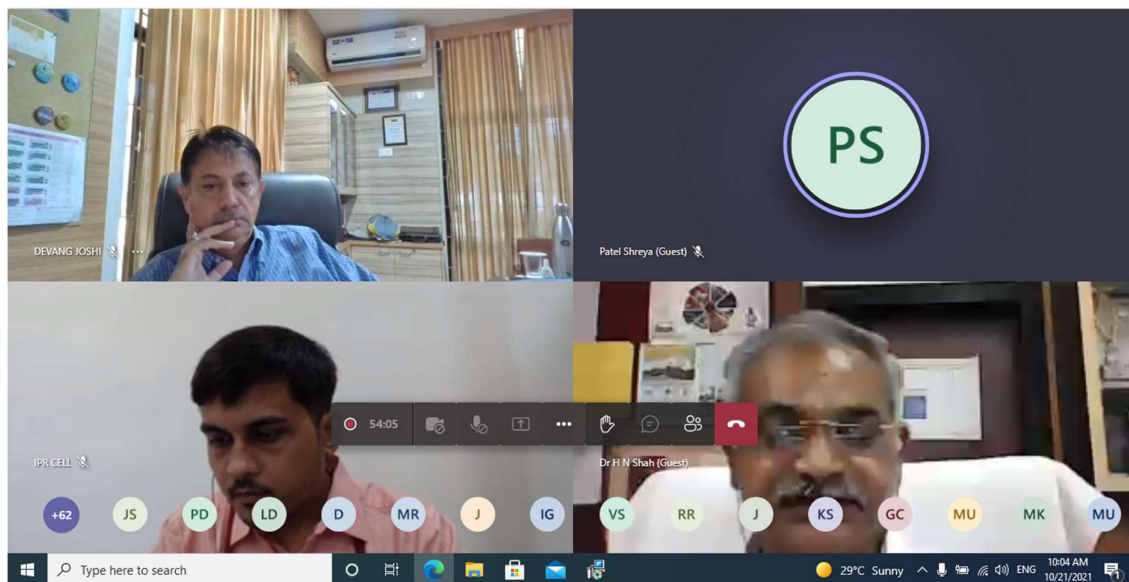 PS
DEVANG JOSHI
Patel Shreya (Guest)
54:05
IPR CELL
Dr H N Shah (Guest)
+62
JS
PD
LD
D
MR
J
IG
VS
RR
J
KS
GC
MU
MK
MU
Type here to search
29°C Sunny
ENG
10:04 AM
10/21/2021
1